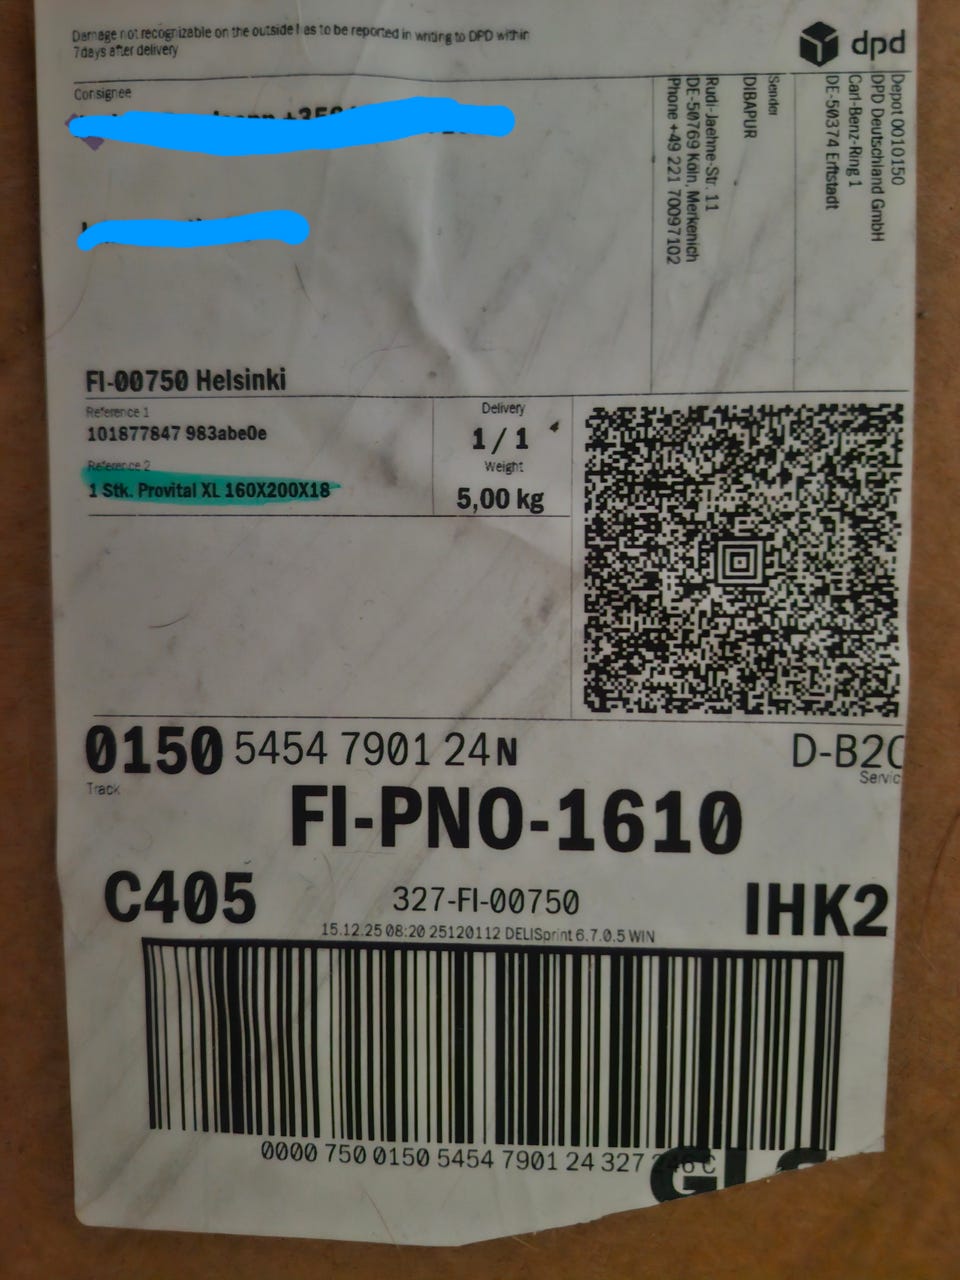 Damage not recognizable on the outside has to be reported in writing to DPD within
7days after delivery
dpd
Consignee
FI-00750 Helsinki
Sender
DIBAPUR
Rudi-Jaehne-Str. 11
DE-50769 Köln, Merkenich
Phone +49 221 70097102
Depot 0010150
DPD Deutschland GmbH
Carl-Benz-Ring 1
DE-50374 Erftstadt
Reference 1
101877847 983abe0e
Reference 2
1 Stk. Provital XL 160X200X18
Delivery
1 / 1
Weight
5,00 kg
0150 5454 7901 24 N
Track
D-B2C
Servic
FI-PNO-1610
C405
327-FI-00750
IHK2
15.12.25 08:20 25120112 DELISprint 6.7.0.5 WIN
0000 750 0150 5454 7901 24 327 246 C